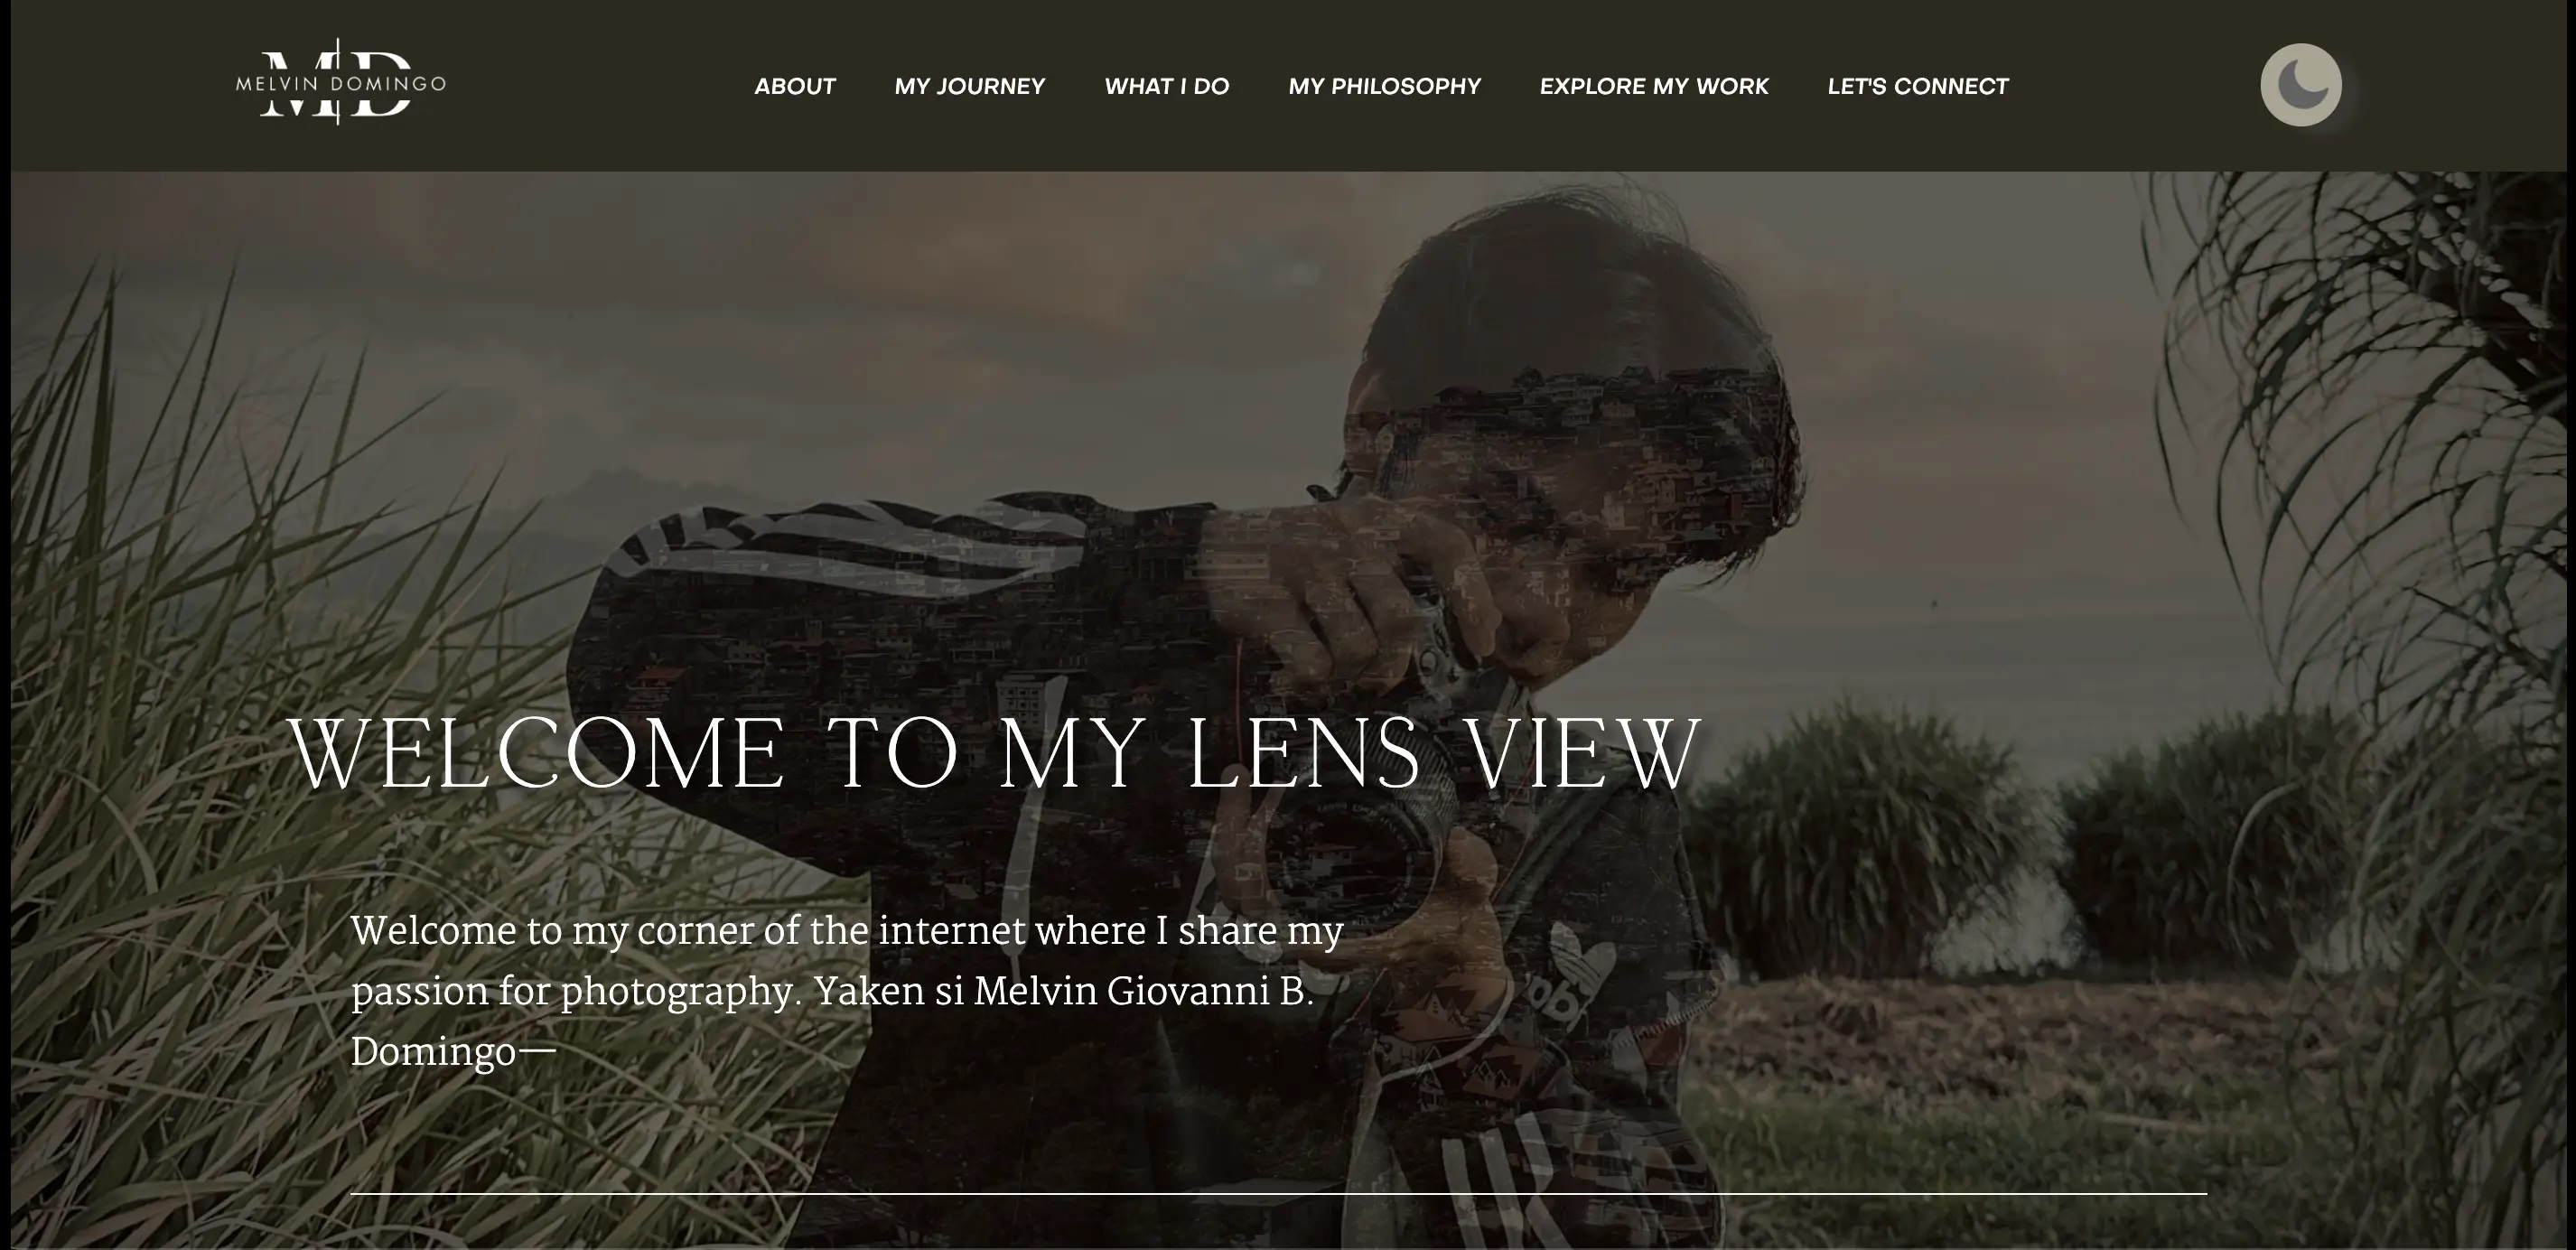 MD
MELVIN DOMINGO
ABOUT
MY JOURNEY
WHAT I DO
MY PHILOSOPHY
EXPLORE MY WORK
LET'S CONNECT
WELCOME TO MY LENS VIEW
Welcome to my corner of the internet where I share my
passion for photography. Yaken si Melvin Giovanni B.
Domingo—